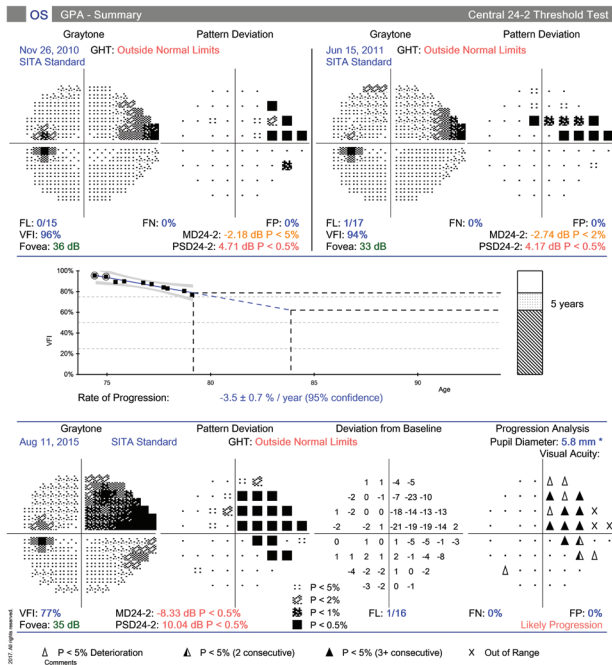 OS GPA - Summary Central 24-2 Threshold Test
Graytone Pattern Deviation Graytone Pattern Deviation
Nov 26, 2010 GHT: Outside Normal Limits Jun 15, 2011 GHT: Outside Normal Limits
SITA Standard SITA Standard
FL: 0/15 FN: 0% FP: 0% FL: 1/17 FN: 0% FP: 0%
VFI: 96% MD24-2: -2.18 dB P < 5% VFI: 94% MD24-2: -2.74 dB P < 2%
Fovea: 36 dB PSD24-2: 4.71 dB P < 0.5% Fovea: 33 dB PSD24-2: 4.17 dB P < 0.5%
100%
80%
60%
40%
20%
0%
VFI
75 80 85 90 Age
5 years
Rate of Progression: -3.5 ± 0.7 % / year (95% confidence)
Graytone Pattern Deviation Deviation from Baseline Progression Analysis
Aug 11, 2015 SITA Standard GHT: Outside Normal Limits Pupil Diameter: 5.8 mm *
Visual Acuity:
1 1 -4 -5
-2 0 -1 -7 -23 -10
1 -2 0 0 -18 -14 -13 -13
-2 -2 1 -21 -19 -19 -14 2
0 0 0 1 -5 -5 -1 -3
1 1 2 1 -2 -1 -4 -8
-4 -2 -2 1 0 -2
-3 -2 0 -1
X
X X
P < 5%
P < 2%
P < 1%
P < 0.5%
VFI: 77% MD24-2: -8.33 dB P < 0.5% FL: 1/16 FN: 0% FP: 0%
Fovea: 35 dB PSD24-2: 10.04 dB P < 0.5% Likely Progression
P < 5% Deterioration P < 5% (2 consecutive) P < 5% (3+ consecutive) X Out of Range
Comments
2017. All rights reserved.